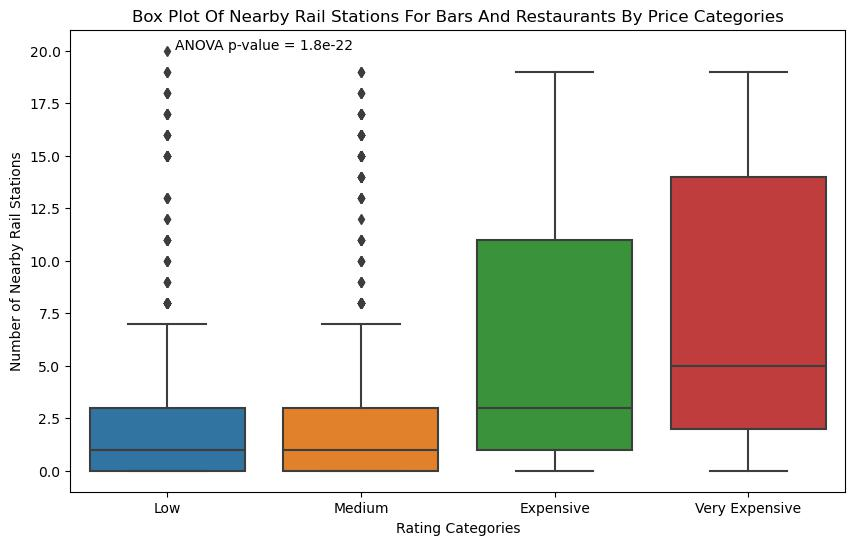 Box Plot Of Nearby Rail Stations For Bars And Restaurants By Price Categories
ANOVA p-value = 1.8e-22
Number of Nearby Rail Stations
20.0
17.5
15.0
12.5
10.0
7.5
5.0
2.5
0.0
Low Medium Expensive Very Expensive
Rating Categories